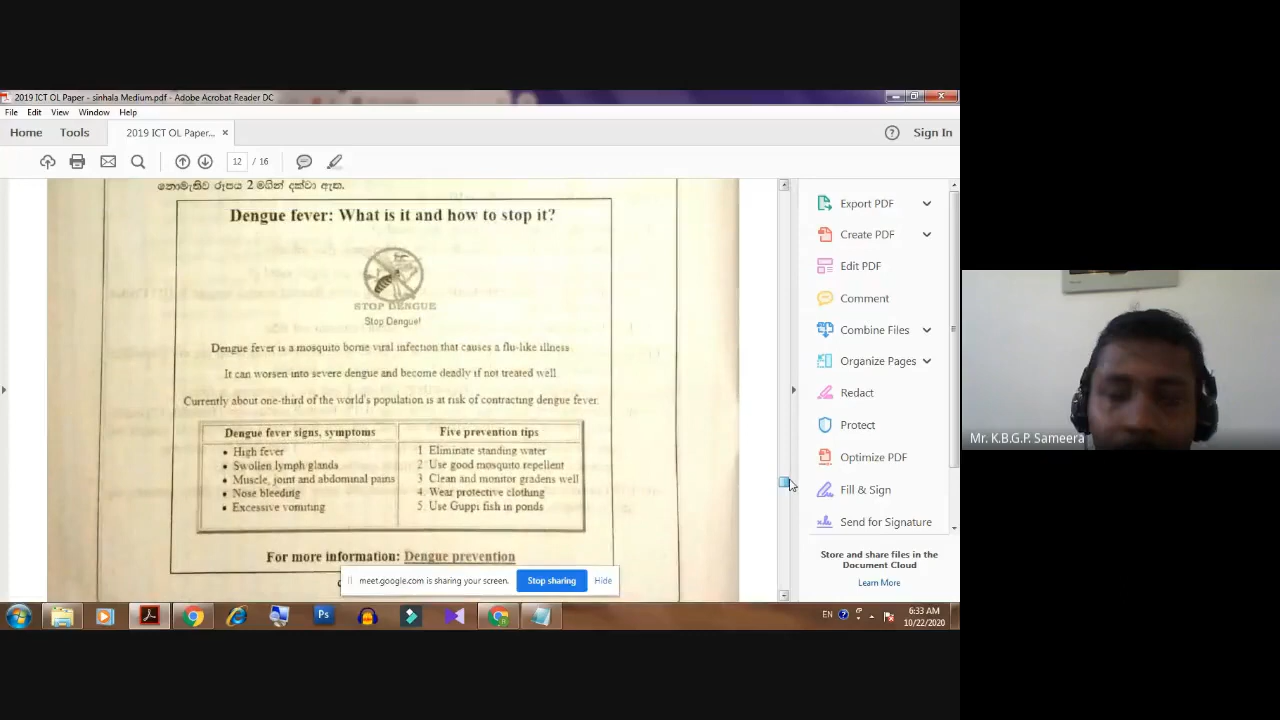 2019 ICT OL Paper - sinhala Medium.pdf - Adobe Acrobat Reader DC
File Edit View Window Help
Home Tools 2019 ICT OL Paper... × Sign In
12 / 16
නොමැතිව රූපය 2 මගින් දක්වා ඇත.
Dengue fever: What is it and how to stop it?
STOP DENGUE
Stop Dengue!
Dengue fever is a mosquito borne viral infection that causes a flu-like illness
It can worsen into severe dengue and become deadly if not treated well
Currently about one-third of the world's population is at risk of contracting dengue fever.
Dengue fever signs, symptoms
• High fever
• Swollen lymph glands
• Muscle, joint and abdominal pains
• Nose bleeding
• Excessive vomiting
Five prevention tips
1 Eliminate standing water
2 Use good mosquito repellent
3 Clean and monitor gradens well
4. Wear protective clothing
5. Use Guppi fish in ponds
For more information: Dengue prevention
meet.google.com is sharing your screen. Stop sharing Hide
Export PDF
Create PDF
Edit PDF
Comment
Combine Files
Organize Pages
Redact
Protect
Optimize PDF
Fill & Sign
Send for Signature
Store and share files in the
Document Cloud
Learn More
Ps
EN
6:33 AM
10/22/2020
Mr. K.B.G.P. Sameera